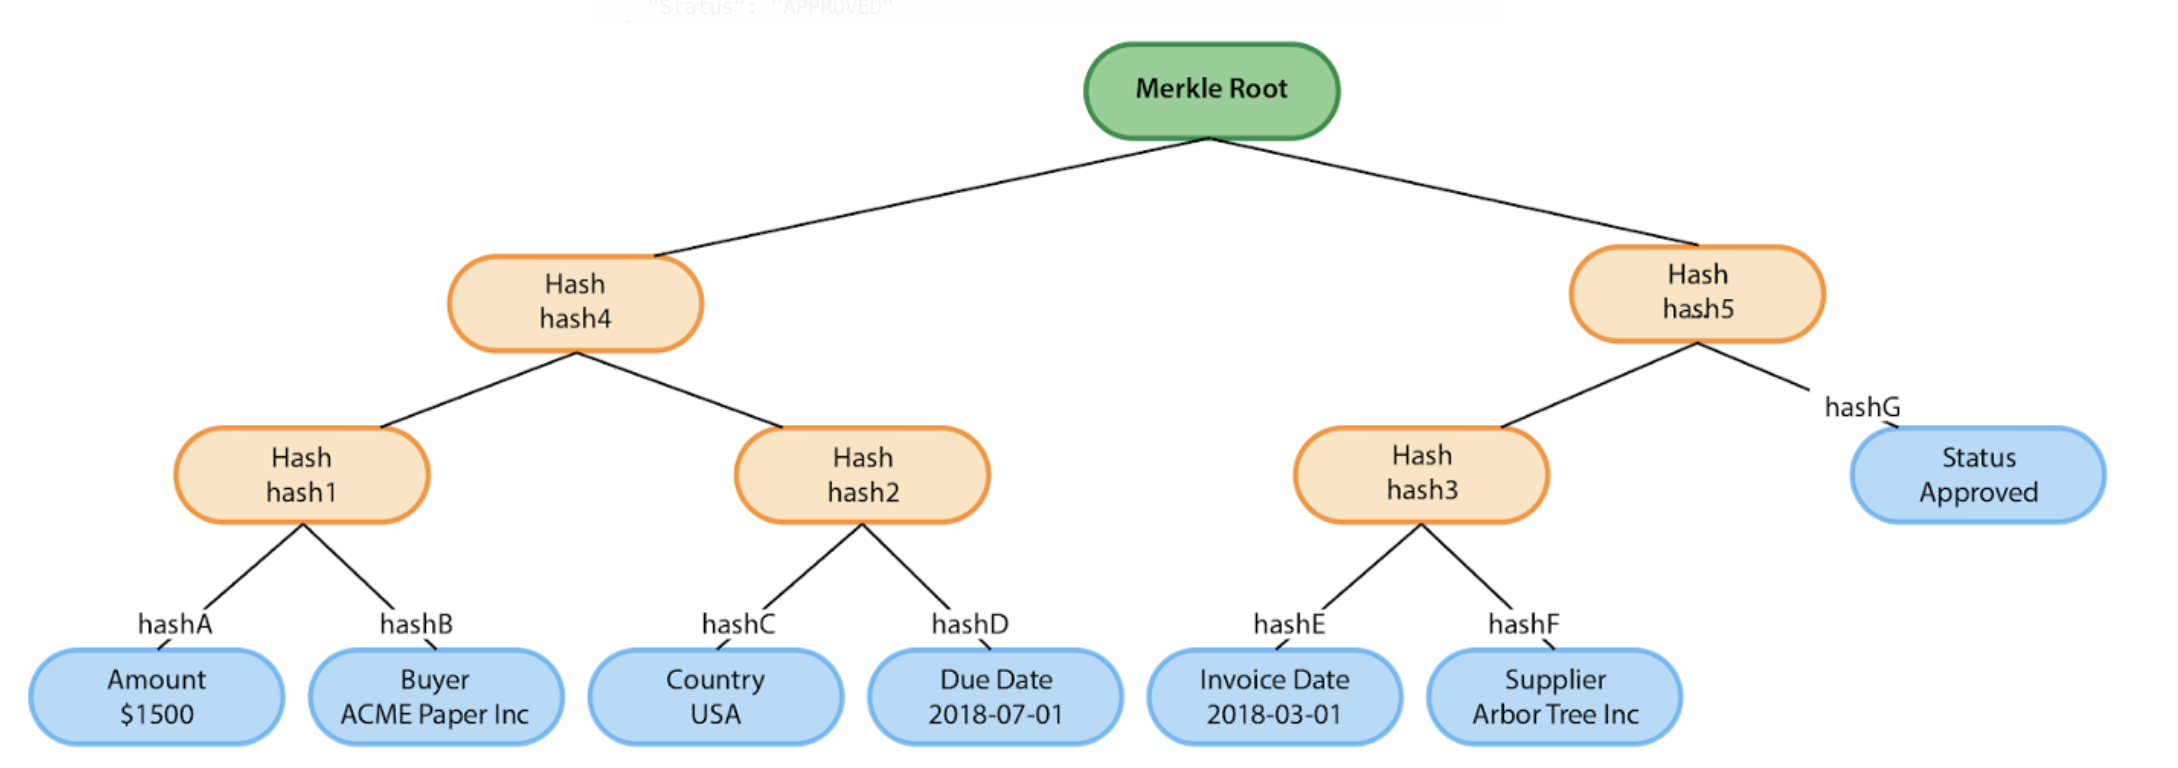 "Status": "APPROVED"
Merkle Root
Hash
hash4
Hash
hash5
hashG
Hash
hash1
Hash
hash2
Hash
hash3
Status
Approved
hashA
hashB
hashC
hashD
hashE
hashF
Amount
$1500
Buyer
ACME Paper Inc
Country
USA
Due Date
2018-07-01
Invoice Date
2018-03-01
Supplier
Arbor Tree Inc